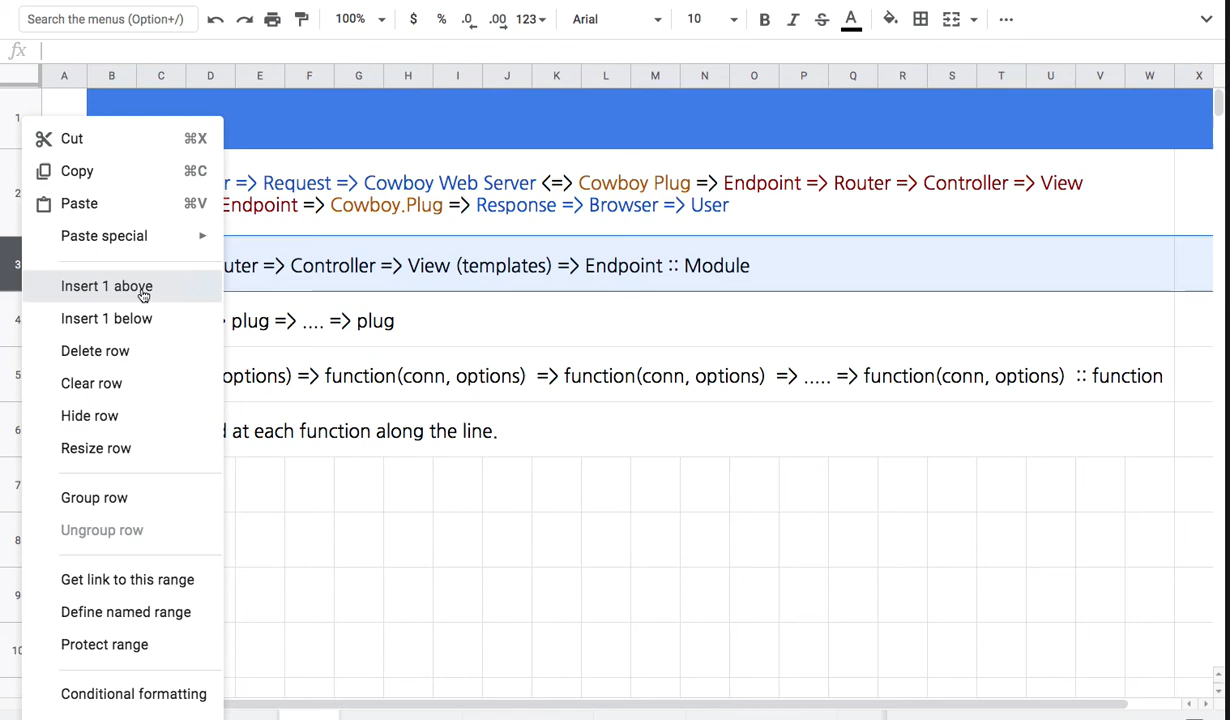 Search the menus (Option+/) 100% $ % .0 .00 123 Arial 10 B I S A
fx
A B C D E F G H I J K L M N O P Q R S T U V W X
1
Cut ⌘X
Copy ⌘C
Paste ⌘V
Paste special
Insert 1 above
Insert 1 below
Delete row
Clear row
Hide row
Resize row
Group row
Ungroup row
Get link to this range
Define named range
Protect range
Conditional formatting
2
=> Request => Cowboy Web Server <=> Cowboy Plug => Endpoint => Router => Controller => View
Endpoint => Cowboy.Plug => Response => Browser => User
3
=> Controller => View (templates) => Endpoint :: Module
4
plug => .... => plug
5
options) => function(conn, options) => function(conn, options) => ..... => function(conn, options) :: function
6
at each function along the line.
7
8
9
10